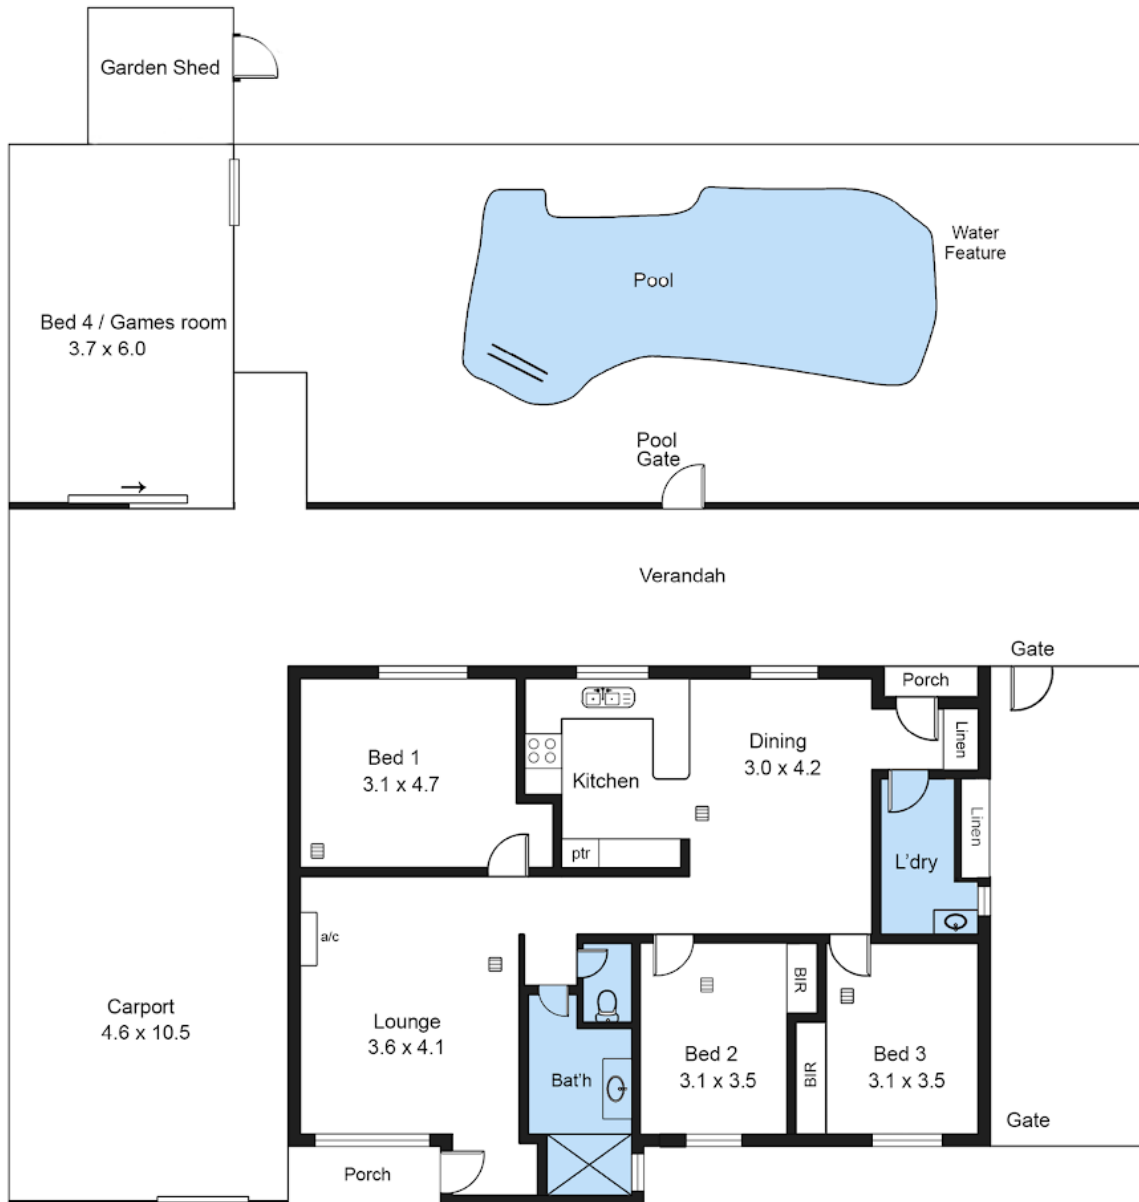 Garden Shed
Water
Feature
Pool
Bed 4 / Games room
3.7 x 6.0
Pool
Gate
Verandah
Gate
Porch
Linen
Bed 1
3.1 x 4.7
Kitchen
Dining
3.0 x 4.2
Linen
ptr
L'dry
a/c
BIR
Carport
4.6 x 10.5
Lounge
3.6 x 4.1
Bat'h
Bed 2
3.1 x 3.5
BIR
Bed 3
3.1 x 3.5
Gate
Porch